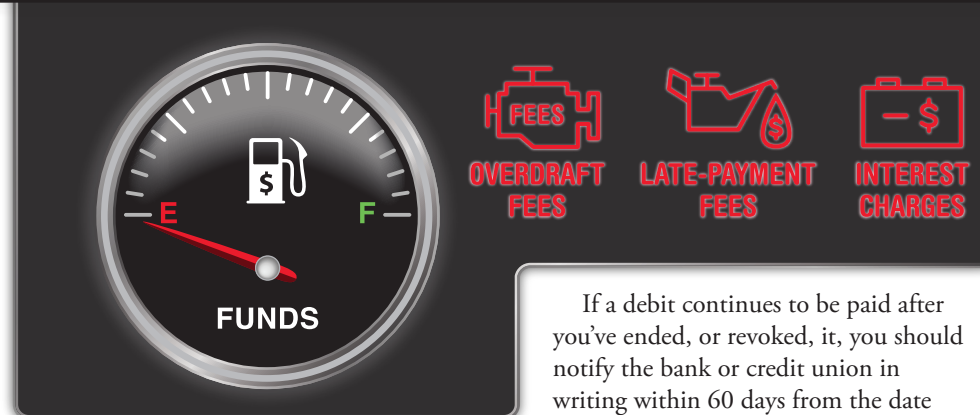 $
E
F
FUNDS
FEES
OVERDRAFT
FEES
$
LATE-PAYMENT
FEES
– $
INTEREST
CHARGES
If a debit continues to be paid after
you've ended, or revoked, it, you should
notify the bank or credit union in
writing within 60 days from the date